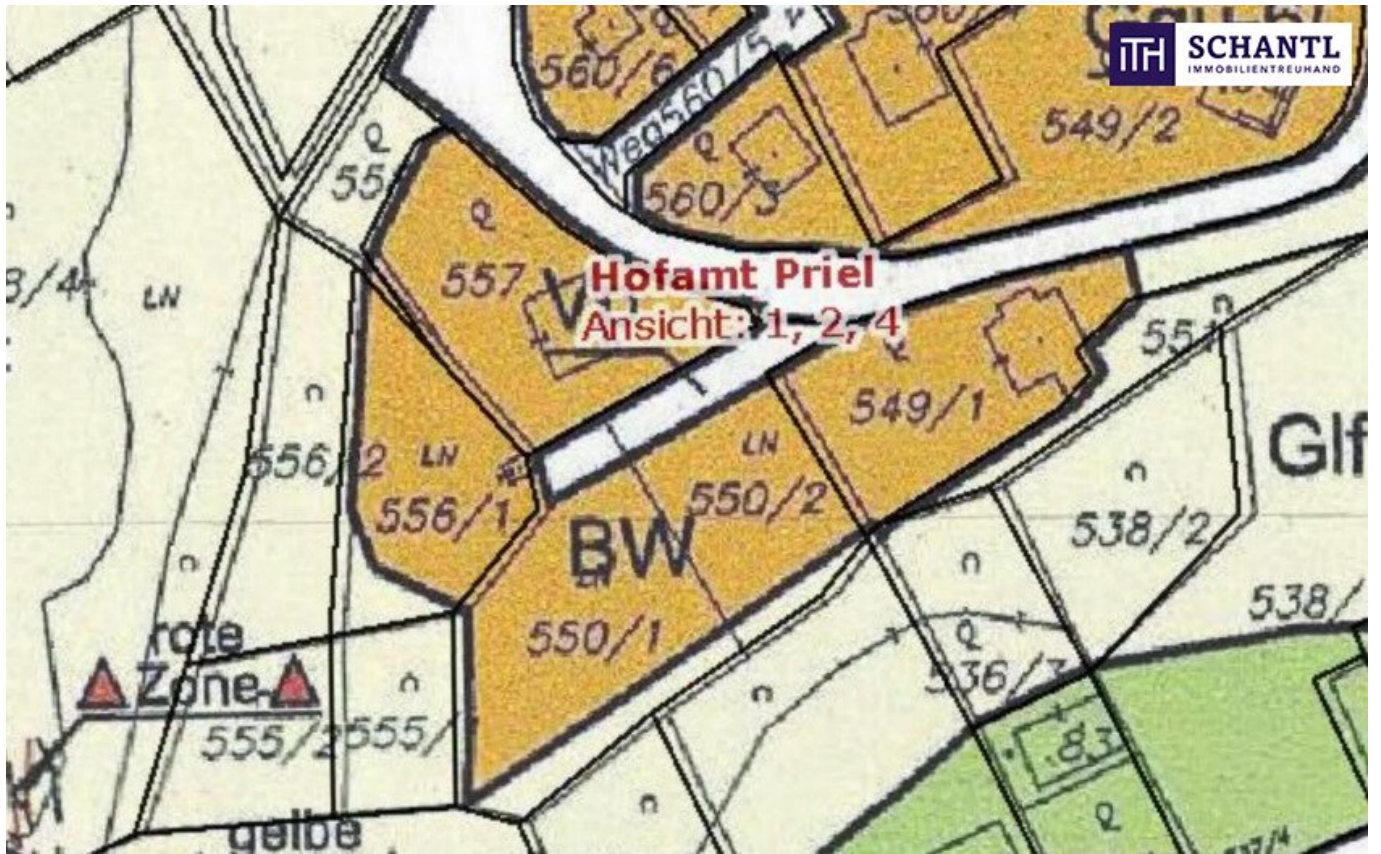 ITH SCHANTL
IMMOBILIENTREUHAND
560/6
Weg560/5
549/2
55
560/3
557
Hofamt Priel
Ansicht: 1, 2, 4
3/4
LN
55
549/1
Glf
556/2
LN
LN
550/2
556/1
BW
538/2
550/1
538/
rote
Zone
536/
555/2
555/
83
gelbe